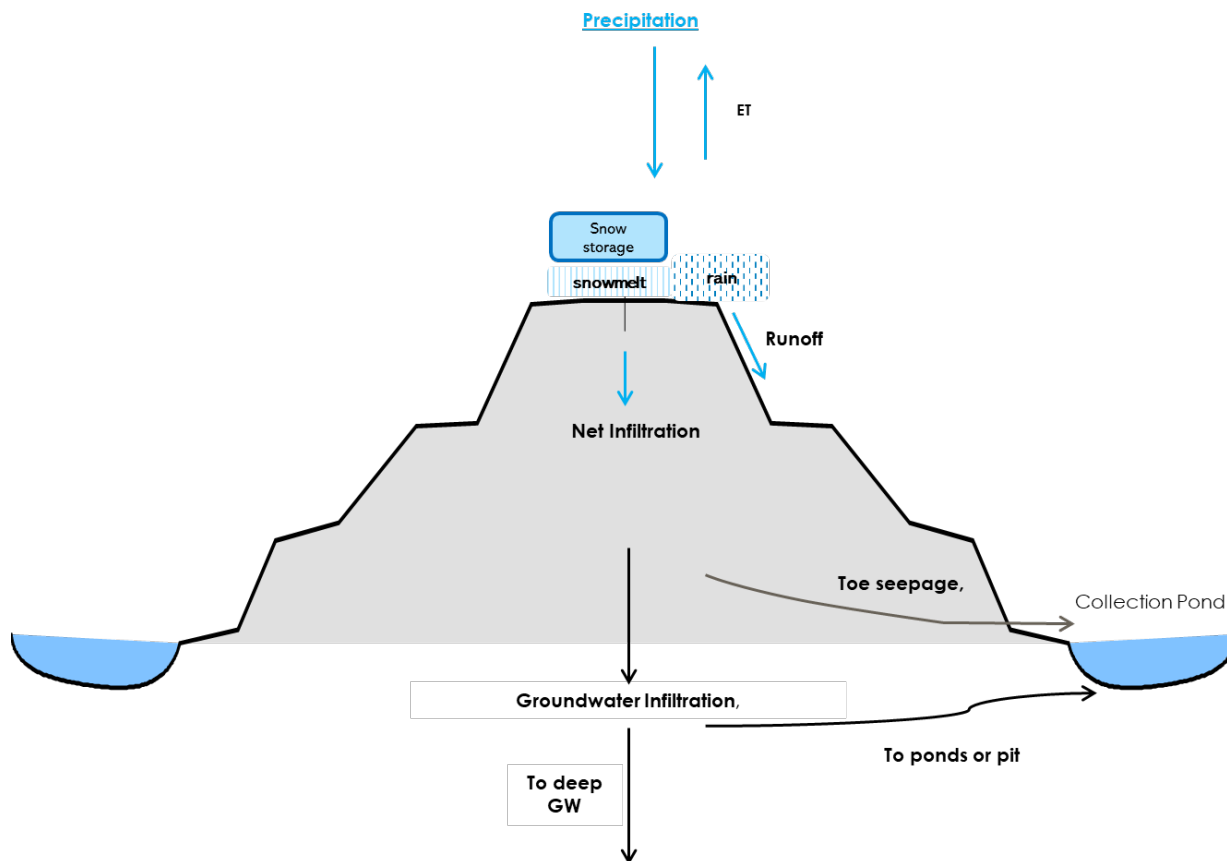 Precipitation
ET
Snow
storage
snowmelt
rain
Runoff
Net Infiltration
Toe seepage,
Collection Pond
Groundwater Infiltration,
To ponds or pit
To deep
GW